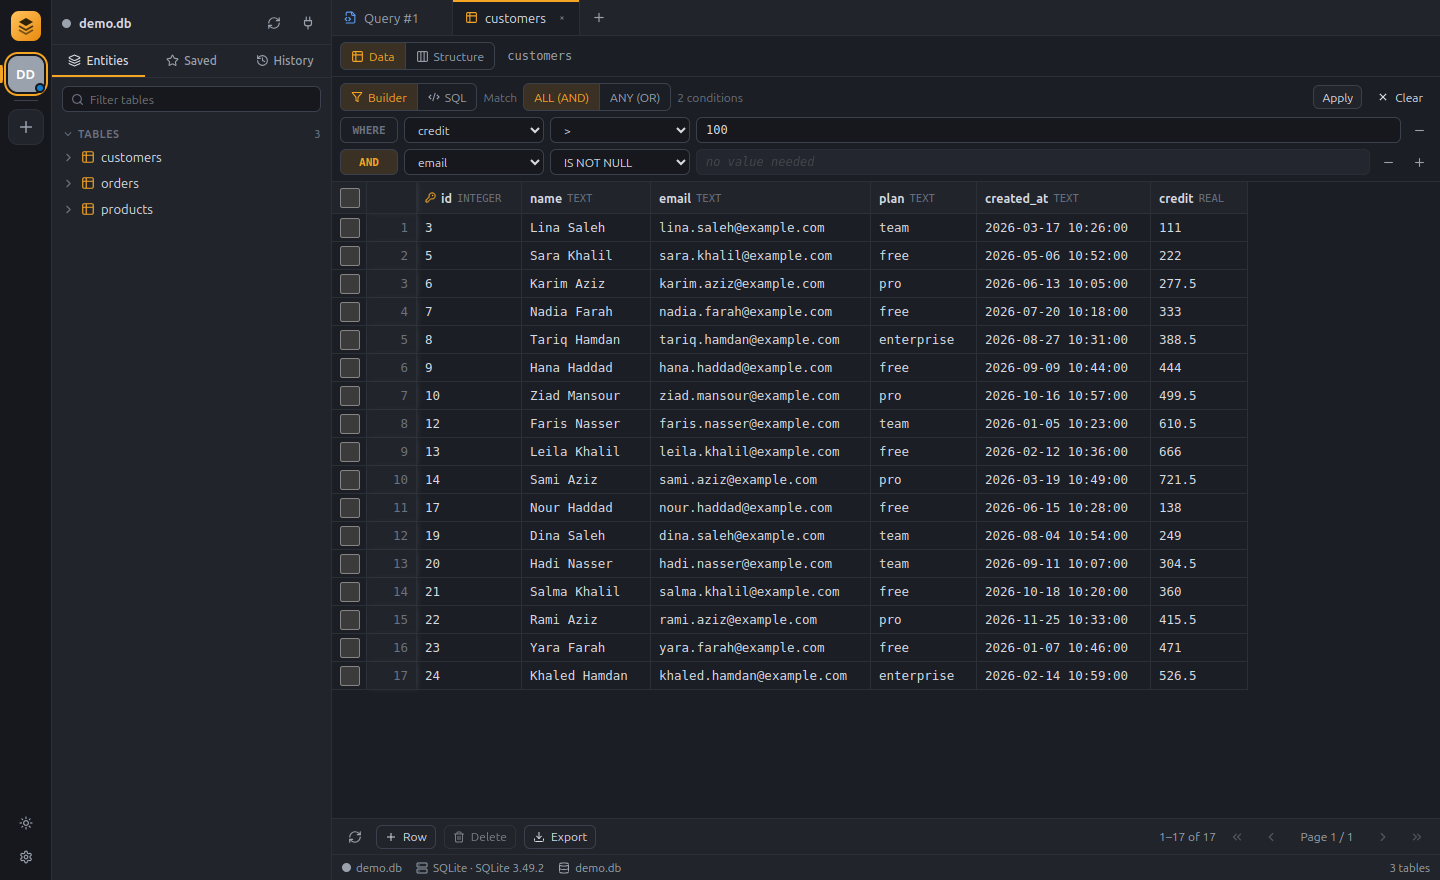 demo.db
Query #1
customers
DD
Entities
Saved
History
Data
Structure
customers
Filter tables
Builder
SQL
Match
ALL (AND)
ANY (OR)
2 conditions
Apply
Clear
TABLES 3
customers
orders
products
WHERE credit > 100
AND email IS NOT NULL no value needed
id INTEGER name TEXT email TEXT plan TEXT created_at TEXT credit REAL
1 3 Lina Saleh lina.saleh@example.com team 2026-03-17 10:26:00 111
2 5 Sara Khalil sara.khalil@example.com free 2026-05-06 10:52:00 222
3 6 Karim Aziz karim.aziz@example.com pro 2026-06-13 10:05:00 277.5
4 7 Nadia Farah nadia.farah@example.com free 2026-07-20 10:18:00 333
5 8 Tariq Hamdan tariq.hamdan@example.com enterprise 2026-08-27 10:31:00 388.5
6 9 Hana Haddad hana.haddad@example.com free 2026-09-09 10:44:00 444
7 10 Ziad Mansour ziad.mansour@example.com pro 2026-10-16 10:57:00 499.5
8 12 Faris Nasser faris.nasser@example.com team 2026-01-05 10:23:00 610.5
9 13 Leila Khalil leila.khalil@example.com free 2026-02-12 10:36:00 666
10 14 Sami Aziz sami.aziz@example.com pro 2026-03-19 10:49:00 721.5
11 17 Nour Haddad nour.haddad@example.com free 2026-06-15 10:28:00 138
12 19 Dina Saleh dina.saleh@example.com team 2026-08-04 10:54:00 249
13 20 Hadi Nasser hadi.nasser@example.com team 2026-09-11 10:07:00 304.5
14 21 Salma Khalil salma.khalil@example.com free 2026-10-18 10:20:00 360
15 22 Rami Aziz rami.aziz@example.com pro 2026-11-25 10:33:00 415.5
16 23 Yara Farah yara.farah@example.com free 2026-01-07 10:46:00 471
17 24 Khaled Hamdan khaled.hamdan@example.com enterprise 2026-02-14 10:59:00 526.5
Row
Delete
Export
1–17 of 17
Page 1 / 1
demo.db
SQLite · SQLite 3.49.2
demo.db
3 tables